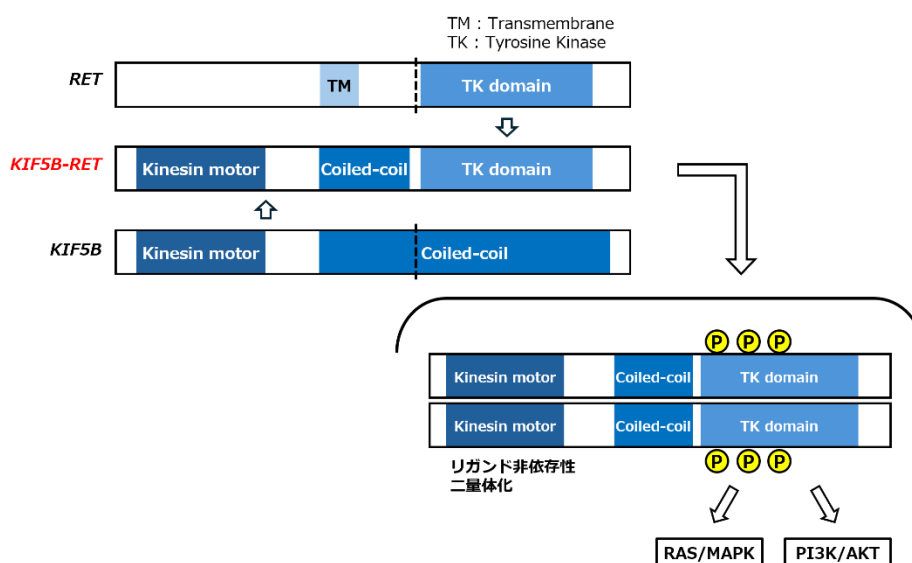 TM : Transmembrane
TK : Tyrosine Kinase
RET
TM
TK domain
KIF5B-RET
Kinesin motor
Coiled-coil
TK domain
KIF5B
Kinesin motor
Coiled-coil
P P P
Kinesin motor
Coiled-coil
TK domain
Kinesin motor
Coiled-coil
TK domain
P P P
リガンド非依存性
二量体化
RAS/MAPK
PI3K/AKT